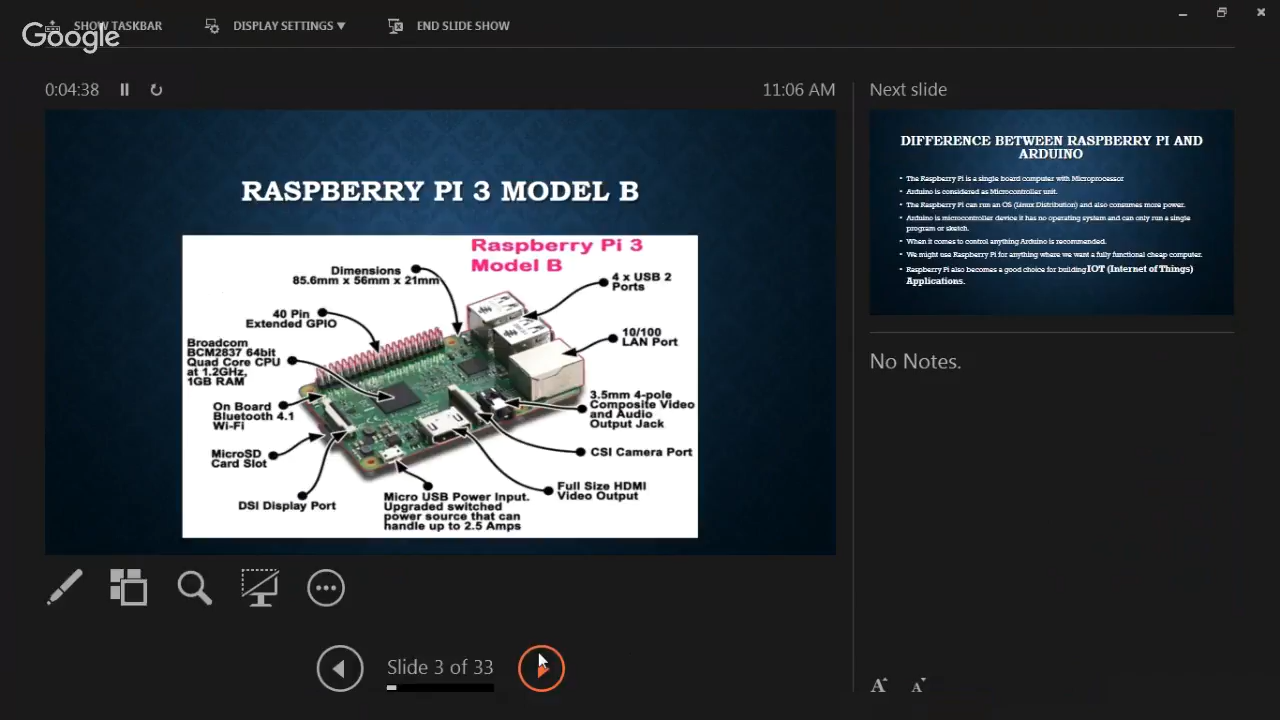 SHOW TASKBAR
DISPLAY SETTINGS
END SLIDE SHOW
Google
0:04:38
11:06 AM
RASPBERRY PI 3 MODEL B
Raspberry Pi 3
Model B
Dimensions
85.6mm x 56mm x 21mm
4 x USB 2
Ports
40 Pin
Extended GPIO
10/100
LAN Port
Broadcom
BCM2837 64bit
Quad Core CPU
at 1.2GHz,
1GB RAM
3.5mm 4-pole
Composite Video
and Audio
Output Jack
On Board
Bluetooth 4.1
Wi-Fi
MicroSD
Card Slot
CSI Camera Port
DSI Display Port
Micro USB Power Input.
Upgraded switched
power source that can
handle up to 2.5 Amps
Full Size HDMI
Video Output
Slide 3 of 33
Next slide
DIFFERENCE BETWEEN RASPBERRY PI AND
ARDUINO
• The Raspberry Pi is a single board computer with Microprocessor
• Arduino is considered as Microcontroller unit.
• The Raspberry Pi can run an OS (Linux Distribution) and also consumes more power.
• Arduino is microcontroller device it has no operating system and can only run a single
program or sketch.
• When it comes to control anything Arduino is recommended.
• We might use Raspberry Pi for anything where we want a fully functional cheap computer.
• Raspberry Pi also becomes a good choice for building IOT (Internet of Things)
Applications.
No Notes.
A A